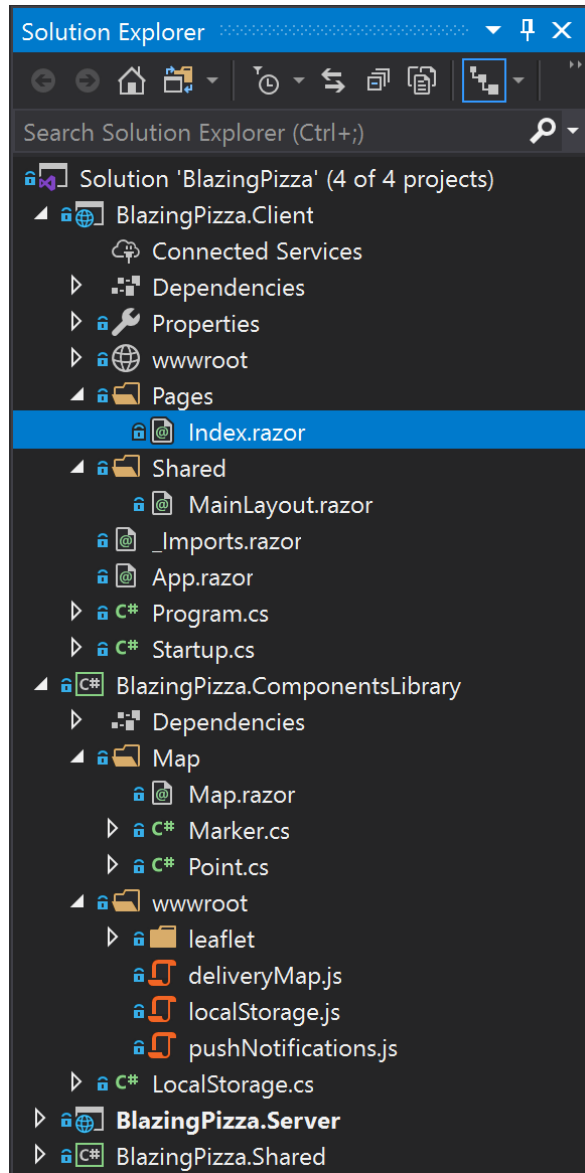 Solution Explorer
Search Solution Explorer (Ctrl+;)
Solution 'BlazingPizza' (4 of 4 projects)
BlazingPizza.Client
Connected Services
Dependencies
Properties
wwwroot
Pages
@ Index.razor
Shared
@ MainLayout.razor
@ _Imports.razor
@ App.razor
C# Program.cs
C# Startup.cs
C# BlazingPizza.ComponentsLibrary
Dependencies
Map
@ Map.razor
C# Marker.cs
C# Point.cs
wwwroot
leaflet
deliveryMap.js
localStorage.js
pushNotifications.js
C# LocalStorage.cs
BlazingPizza.Server
C# BlazingPizza.Shared